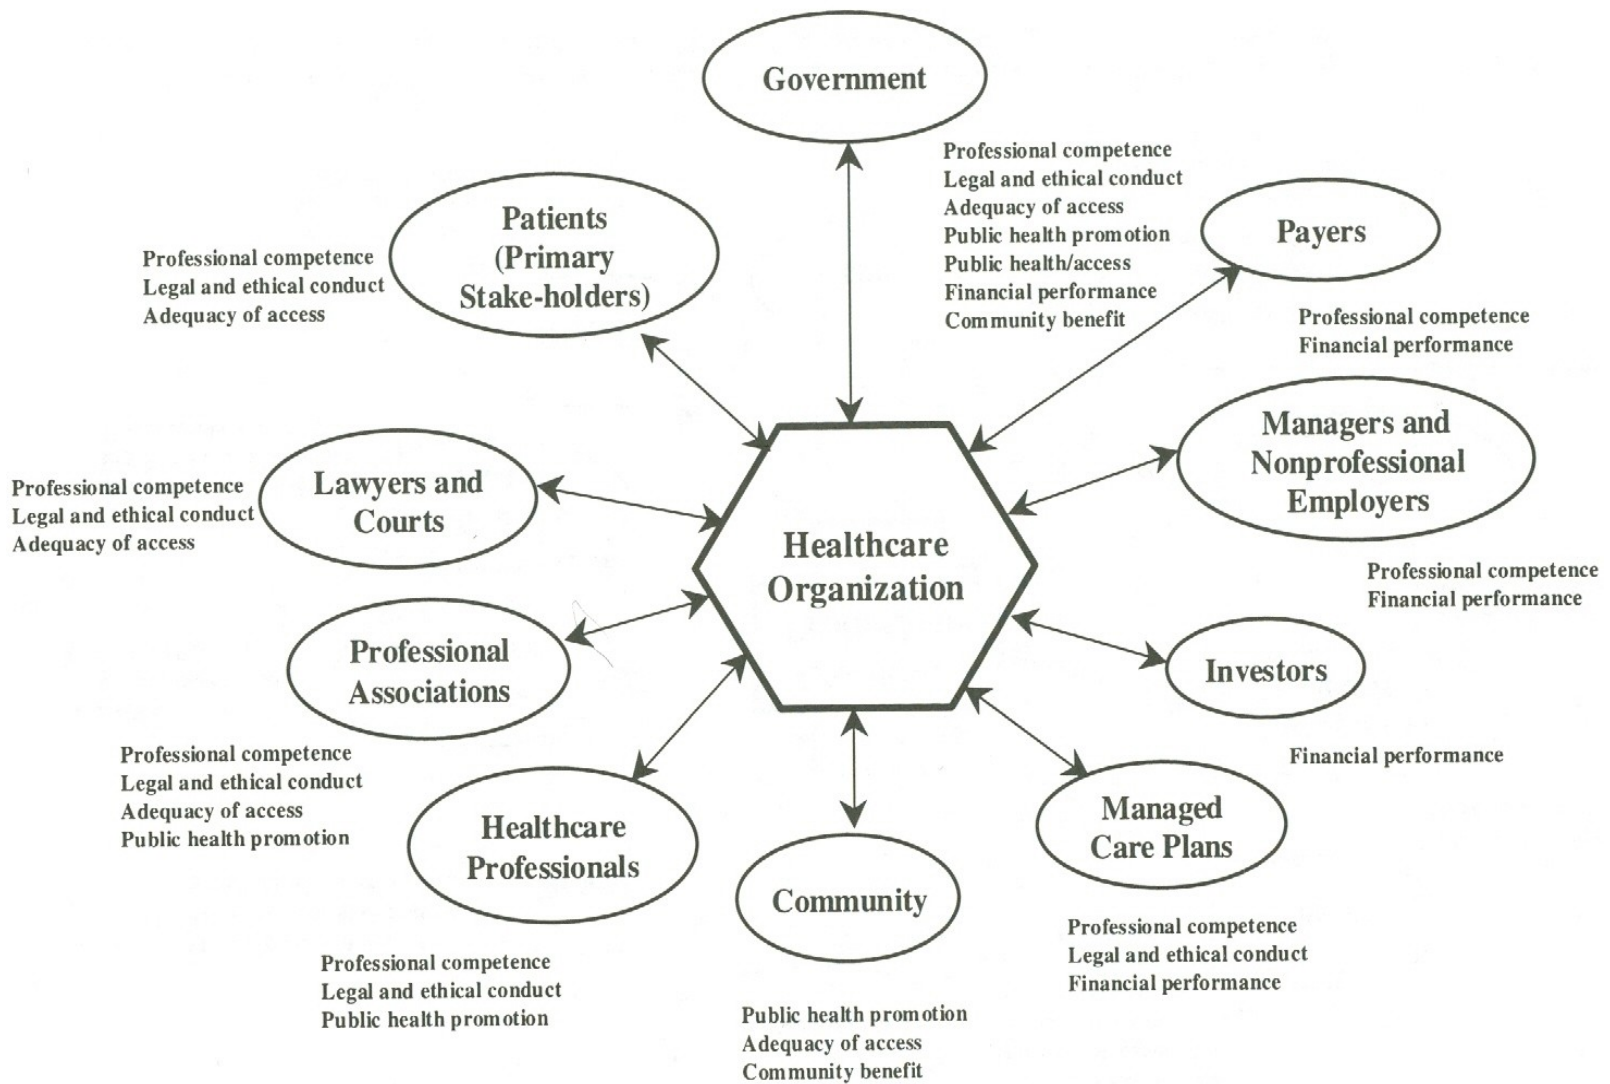 Government
Professional competence
Legal and ethical conduct
Adequacy of access
Public health promotion
Public health/access
Financial performance
Community benefit
Payers
Professional competence
Financial performance
Patients
(Primary
Stake-holders)
Professional competence
Legal and ethical conduct
Adequacy of access
Managers and
Nonprofessional
Employers
Professional competence
Financial performance
Lawyers and
Courts
Professional competence
Legal and ethical conduct
Adequacy of access
Healthcare
Organization
Professional
Associations
Professional competence
Legal and ethical conduct
Adequacy of access
Public health promotion
Investors
Financial performance
Healthcare
Professionals
Professional competence
Legal and ethical conduct
Public health promotion
Community
Public health promotion
Adequacy of access
Community benefit
Managed
Care Plans
Professional competence
Legal and ethical conduct
Financial performance